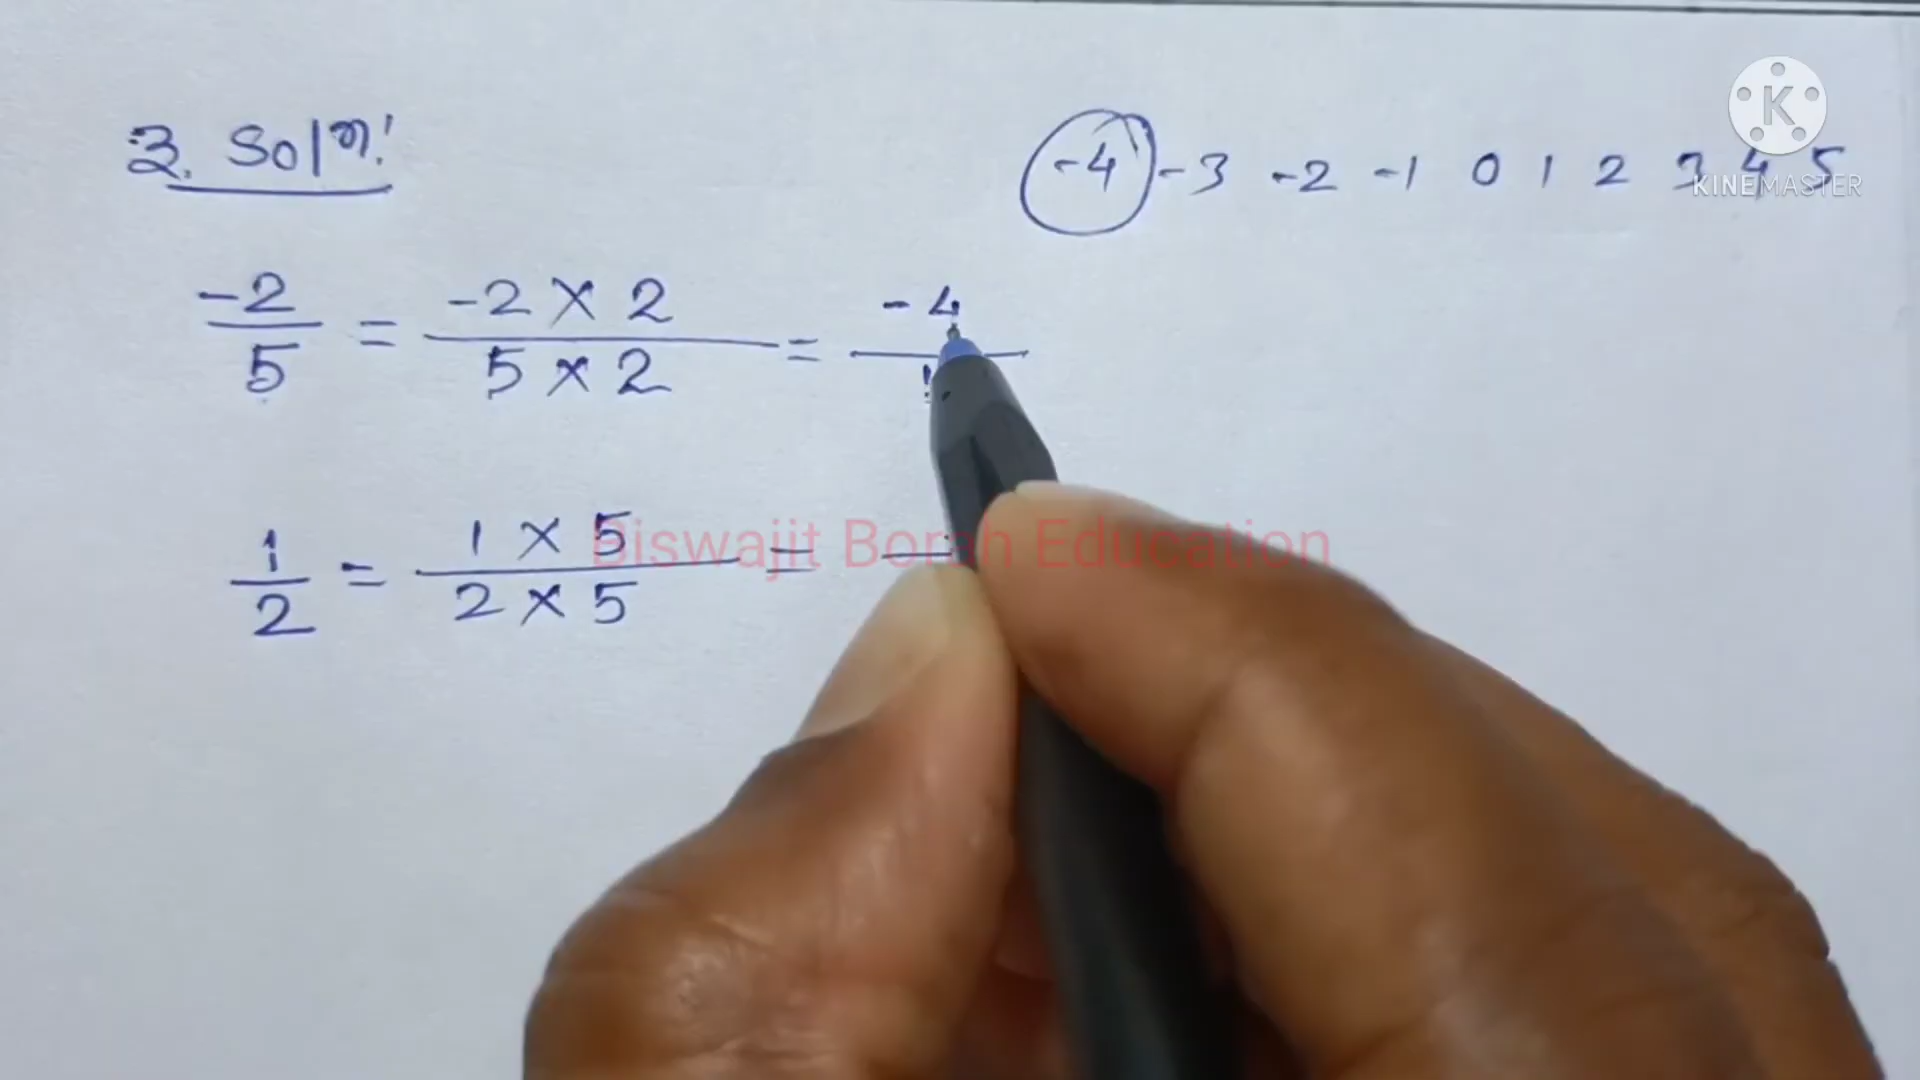 3. Solⁿ!
-4 -3 -2 -1 0 1 2 3 4 5
KINEMASTER
-2/5 = -2 × 2 / 5 × 2 = -4
1/2 = 1 × 5 / 2 × 5 =
Biswajit Borah Education